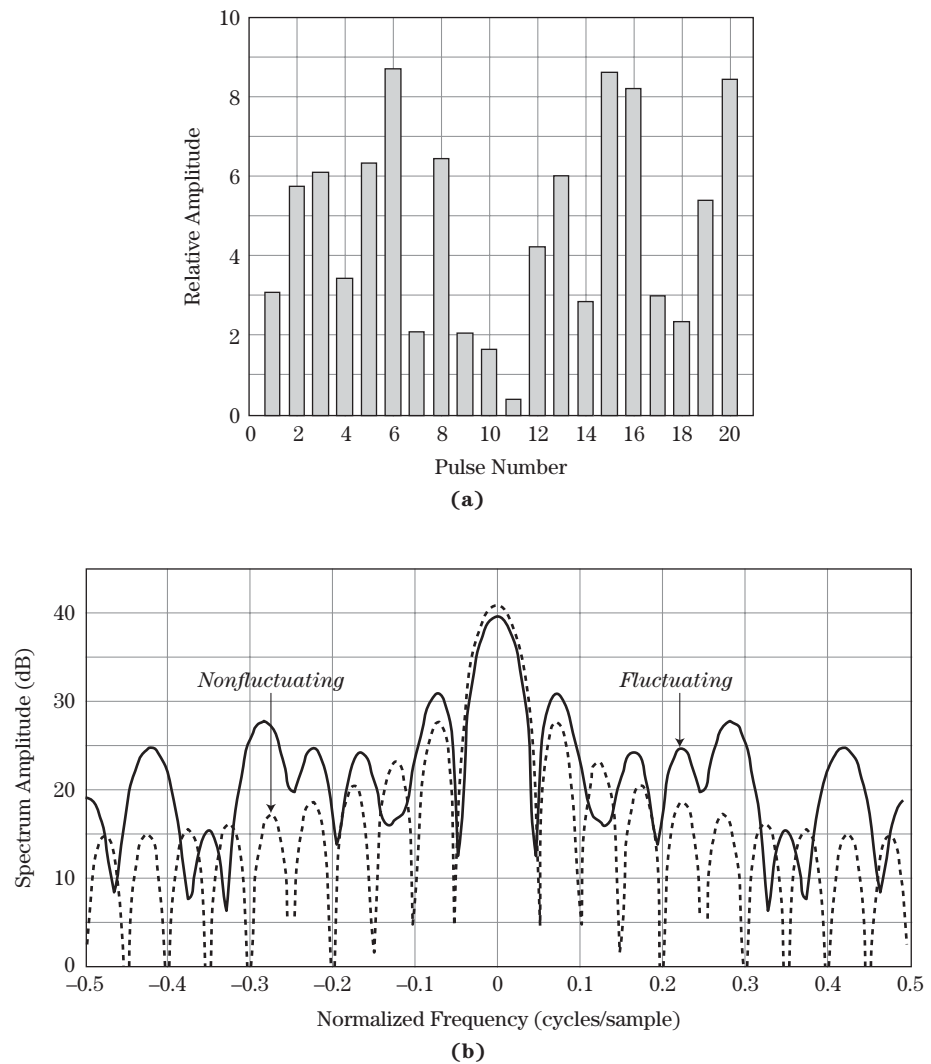 10
8
6
4
2
0
Relative Amplitude
0 2 4 6 8 10 12 14 16 18 20
Pulse Number
(a)
40
30
20
10
0
Spectrum Amplitude (dB)
Nonfluctuating
Fluctuating
–0.5 –0.4 –0.3 –0.2 –0.1 0 0.1 0.2 0.3 0.4 0.5
Normalized Frequency (cycles/sample)
(b)